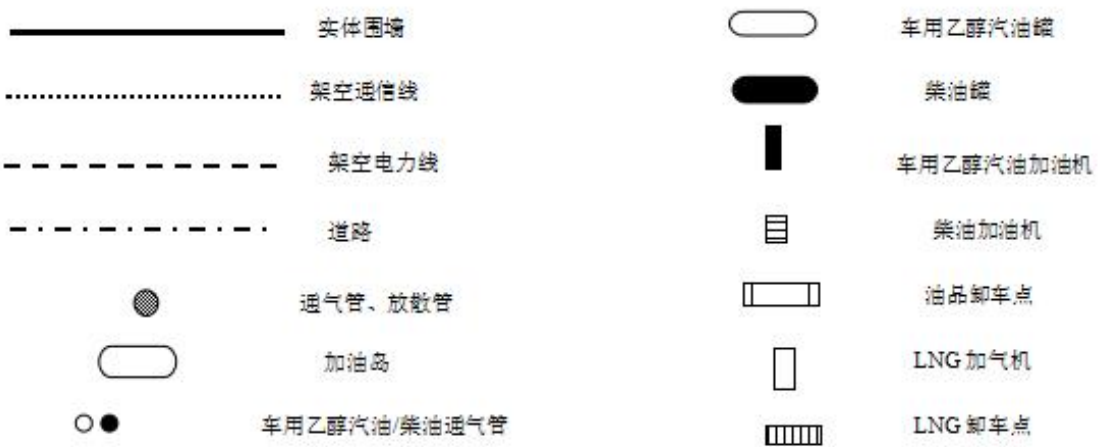 实体围墙
车用乙醇汽油罐
架空通信线
柴油罐
架空电力线
车用乙醇汽油加油机
道路
柴油加油机
通气管、放散管
油品卸车点
加油岛
LNG 加气机
车用乙醇汽油/柴油通气管
LNG 卸车点